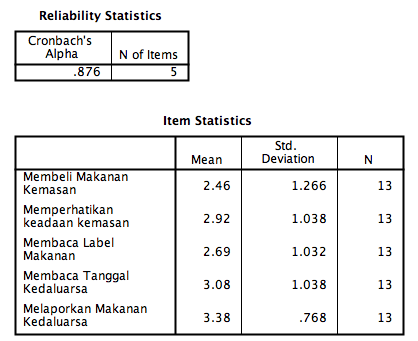 Reliability Statistics
Cronbach's
Alpha N of Items
.876 5
Item Statistics
Mean Std.
Deviation N
Membeli Makanan
Kemasan 2.46 1.266 13
Memperhatikan
keadaan kemasan 2.92 1.038 13
Membaca Label
Makanan 2.69 1.032 13
Membaca Tanggal
Kedaluarsa 3.08 1.038 13
Melaporkan Makanan
Kedaluarsa 3.38 .768 13